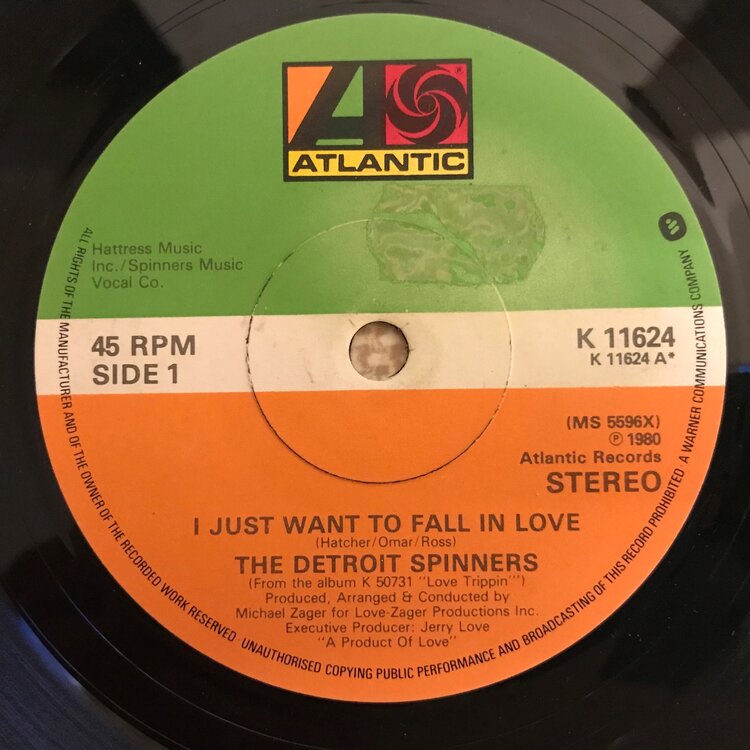 ATLANTIC
®
Hattress Music
Inc./Spinners Music
Vocal Co.
45 RPM
SIDE 1
K 11624
K 11624 A*
(MS 5596X)
℗ 1980
Atlantic Records
STEREO
I JUST WANT TO FALL IN LOVE
(Hatcher/Omar/Ross)
THE DETROIT SPINNERS
(From the album K 50731 "Love Trippin'")
Produced, Arranged & Conducted by
Michael Zager for Love-Zager Productions Inc.
Executive Producer: Jerry Love
"A Product Of Love"
ALL RIGHTS OF THE MANUFACTURER AND OF THE OWNER OF THE RECORDED WORK RESERVED · UNAUTHORISED COPYING PUBLIC PERFORMANCE AND BROADCASTING OF THIS RECORD PROHIBITED · A WARNER COMMUNICATIONS COMPANY